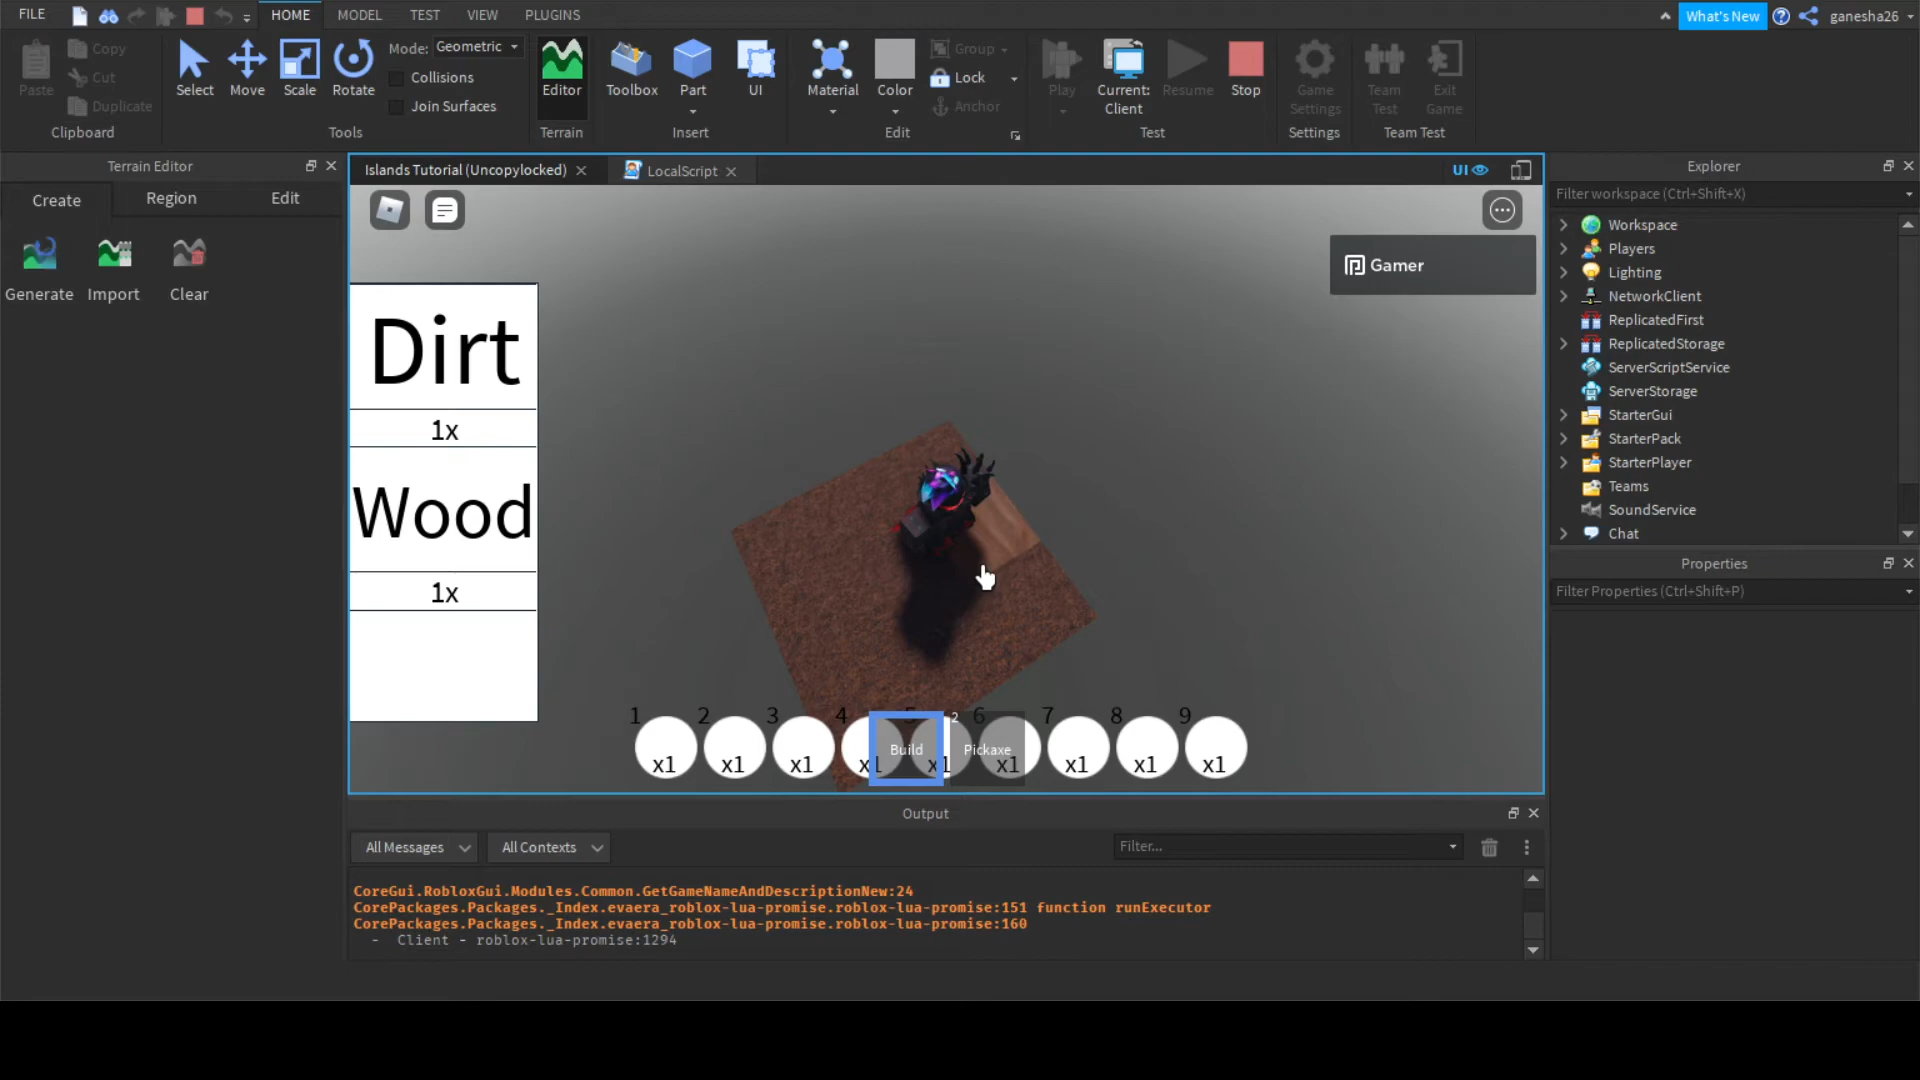 FILE
HOME
MODEL
TEST
VIEW
PLUGINS
What's New
ganesha26
Paste
Copy
Cut
Duplicate
Clipboard
Select
Move
Scale
Rotate
Mode: Geometric
Collisions
Join Surfaces
Tools
Editor
Terrain
Toolbox
Part
UI
Insert
Material
Color
Group
Lock
Anchor
Edit
Play
Current:
Client
Resume
Stop
Test
Game
Settings
Settings
Team
Test
Exit
Game
Team Test
Terrain Editor
Create
Region
Edit
Generate
Import
Clear
Islands Tutorial (Uncopylocked)
LocalScript
UI
Gamer
Dirt
1x
Wood
1x
1 2 3 4 5 2 6 7 8 9
Build
Pickaxe
x1 x1 x1 x1 x1 x1 x1 x1 x1
Output
All Messages
All Contexts
Filter...
CoreGui.RobloxGui.Modules.Common.GetGameNameAndDescriptionNew:24
CorePackages.Packages._Index.evaera_roblox-lua-promise.roblox-lua-promise:151 function runExecutor
CorePackages.Packages._Index.evaera_roblox-lua-promise.roblox-lua-promise:160
- Client - roblox-lua-promise:1294
Explorer
Filter workspace (Ctrl+Shift+X)
Workspace
Players
Lighting
NetworkClient
ReplicatedFirst
ReplicatedStorage
ServerScriptService
ServerStorage
StarterGui
StarterPack
StarterPlayer
Teams
SoundService
Chat
Properties
Filter Properties (Ctrl+Shift+P)